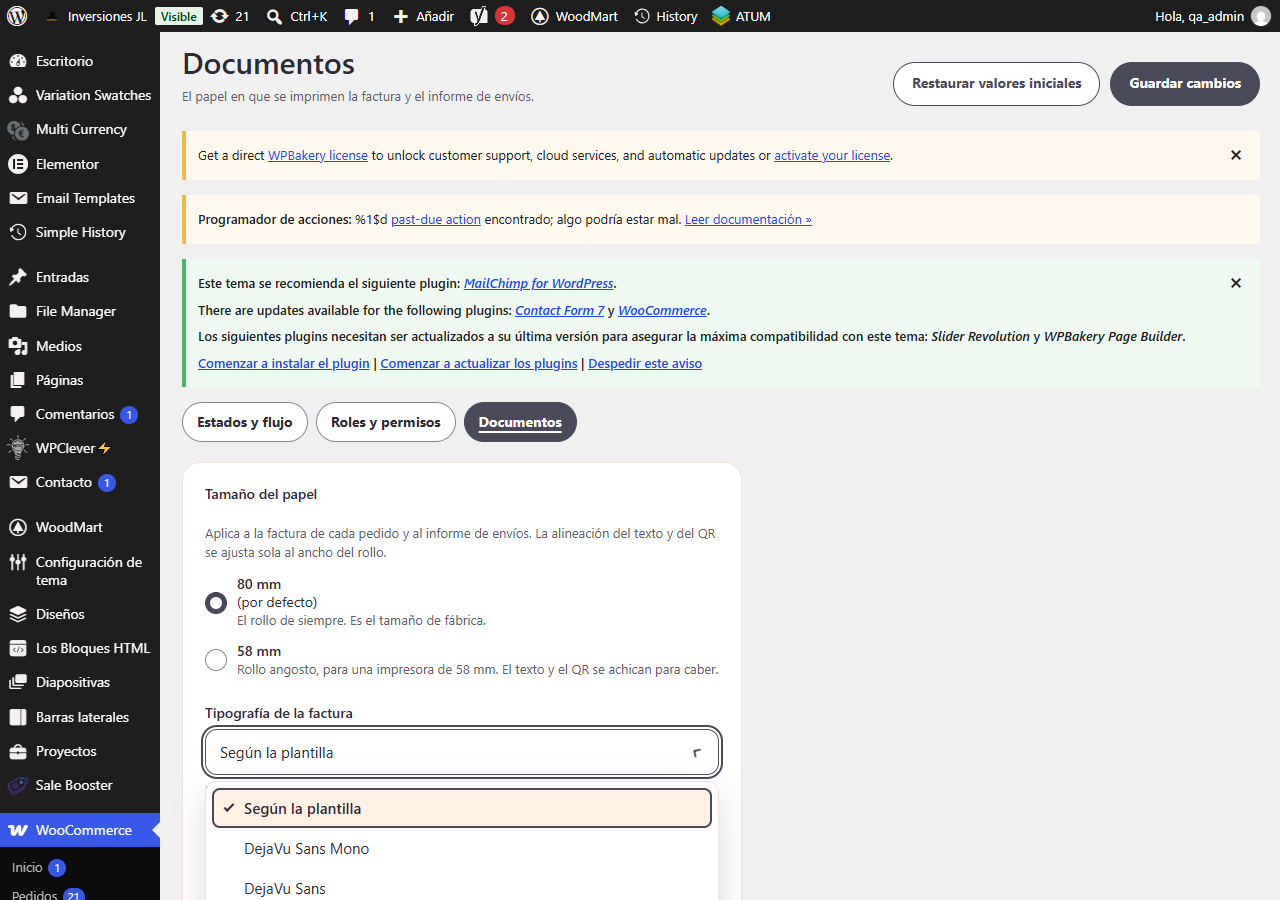 Inversiones JL Visible 21 Ctrl+K 1 Añadir 2 WoodMart History ATUM Hola, qa_admin
Escritorio
Variation Swatches
Multi Currency
Elementor
Email Templates
Simple History
Entradas
File Manager
Medios
Páginas
Comentarios 1
WPClever⚡
Contacto 1
WoodMart
Configuración de
tema
Diseños
Los Bloques HTML
Diapositivas
Barras laterales
Proyectos
Sale Booster
WooCommerce
Inicio 1
Pedidos 21
Documentos
El papel en que se imprimen la factura y el informe de envíos.
Restaurar valores iniciales
Guardar cambios
Get a direct WPBakery license to unlock customer support, cloud services, and automatic updates or activate your license.
Programador de acciones: %1$d past-due action encontrado; algo podría estar mal. Leer documentación »
Este tema se recomienda el siguiente plugin: MailChimp for WordPress.
There are updates available for the following plugins: Contact Form 7 y WooCommerce.
Los siguientes plugins necesitan ser actualizados a su última versión para asegurar la máxima compatibilidad con este tema: Slider Revolution y WPBakery Page Builder.
Comenzar a instalar el plugin | Comenzar a actualizar los plugins | Despedir este aviso
Estados y flujo
Roles y permisos
Documentos
Tamaño del papel
Aplica a la factura de cada pedido y al informe de envíos. La alineación del texto y del QR
se ajusta sola al ancho del rollo.
80 mm
(por defecto)
El rollo de siempre. Es el tamaño de fábrica.
58 mm
Rollo angosto, para una impresora de 58 mm. El texto y el QR se achican para caber.
Tipografía de la factura
Según la plantilla
Según la plantilla
DejaVu Sans Mono
DejaVu Sans